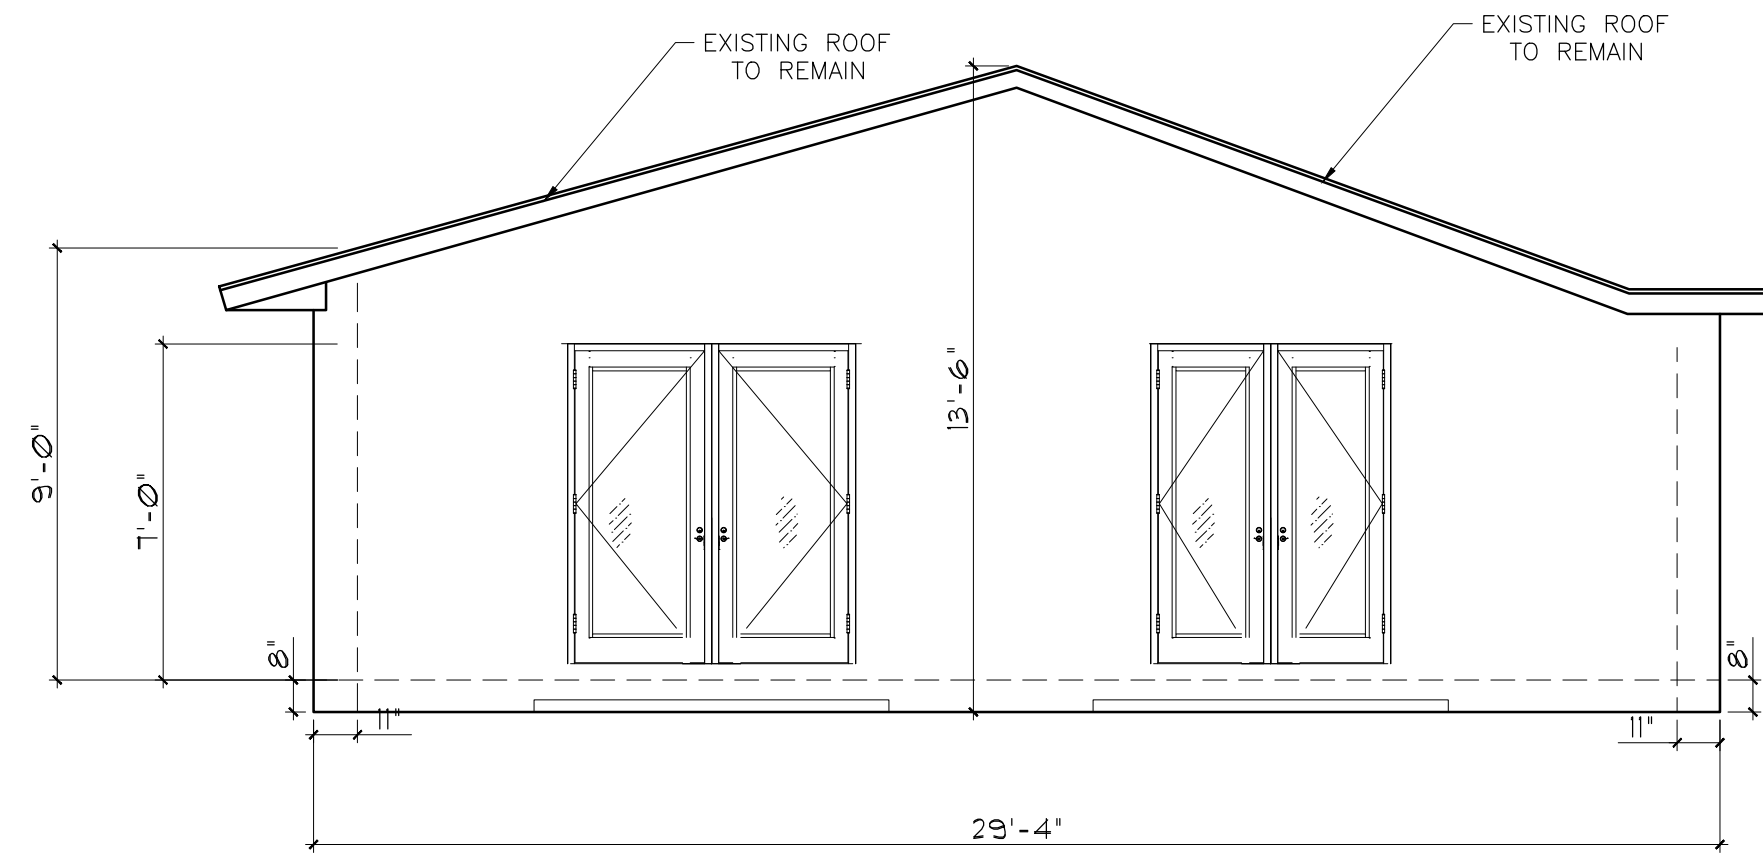 EXISTING ROOF
TO REMAIN
EXISTING ROOF
TO REMAIN
9'-0"
7'-0"
13'-6"
8"
8"
11"
11"
29'-4"